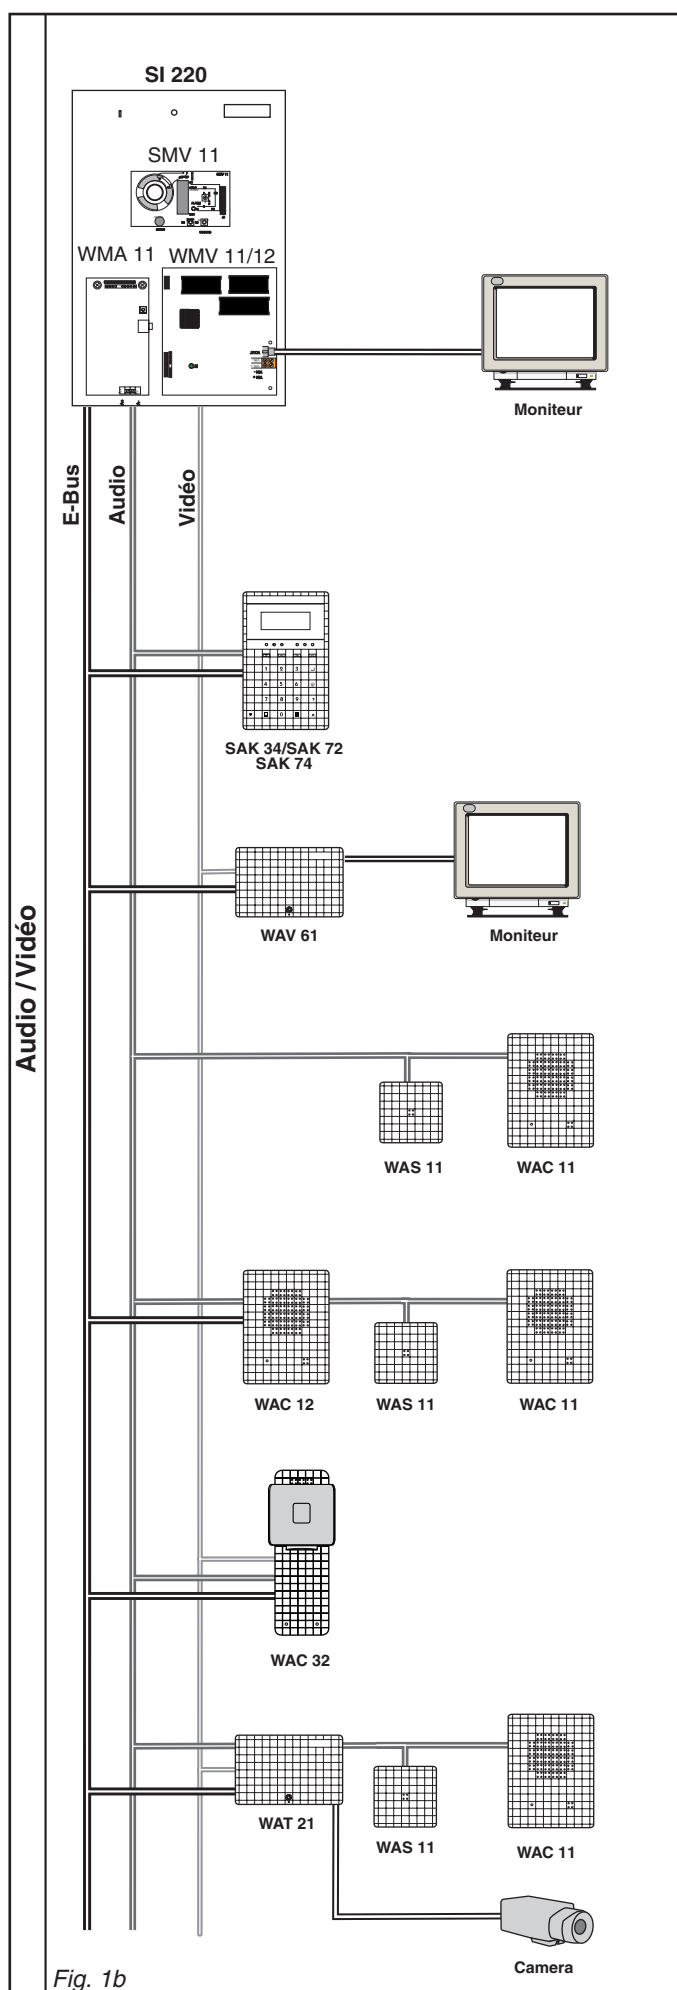 SI 220
SMV 11
WMA 11
WMV 11/12
Moniteur
E-Bus
Audio
Vidéo
SAK 34/SAK 72
SAK 74
WAV 61
Moniteur
Audio / Vidéo
WAS 11
WAC 11
WAC 12
WAS 11
WAC 11
WAC 32
WAT 21
WAS 11
WAC 11
Camera
Fig. 1b